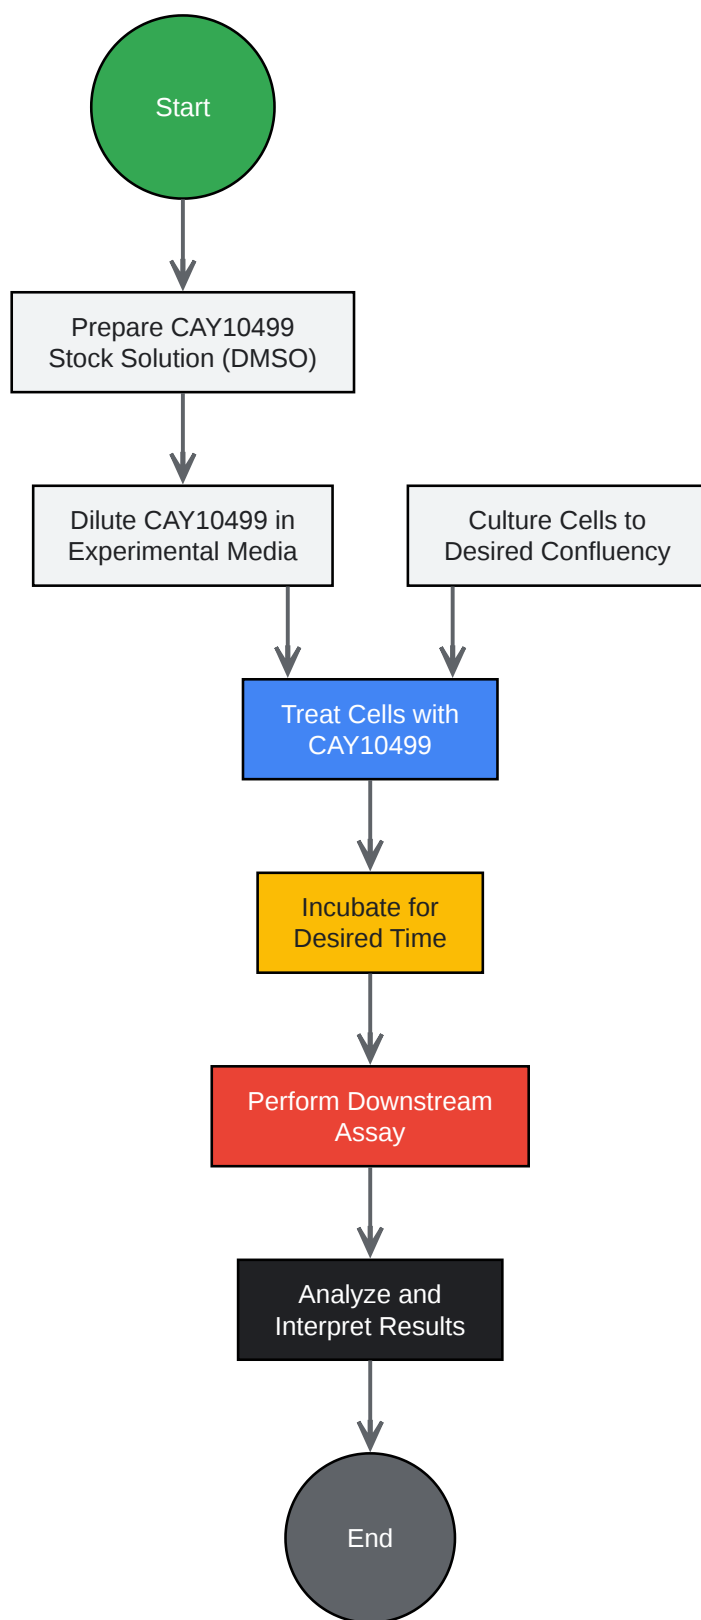 Start
Prepare CAY10499
Stock Solution (DMSO)
Dilute CAY10499 in
Experimental Media
Culture Cells to
Desired Confluency
Treat Cells with
CAY10499
Incubate for
Desired Time
Perform Downstream
Assay
Analyze and
Interpret Results
End